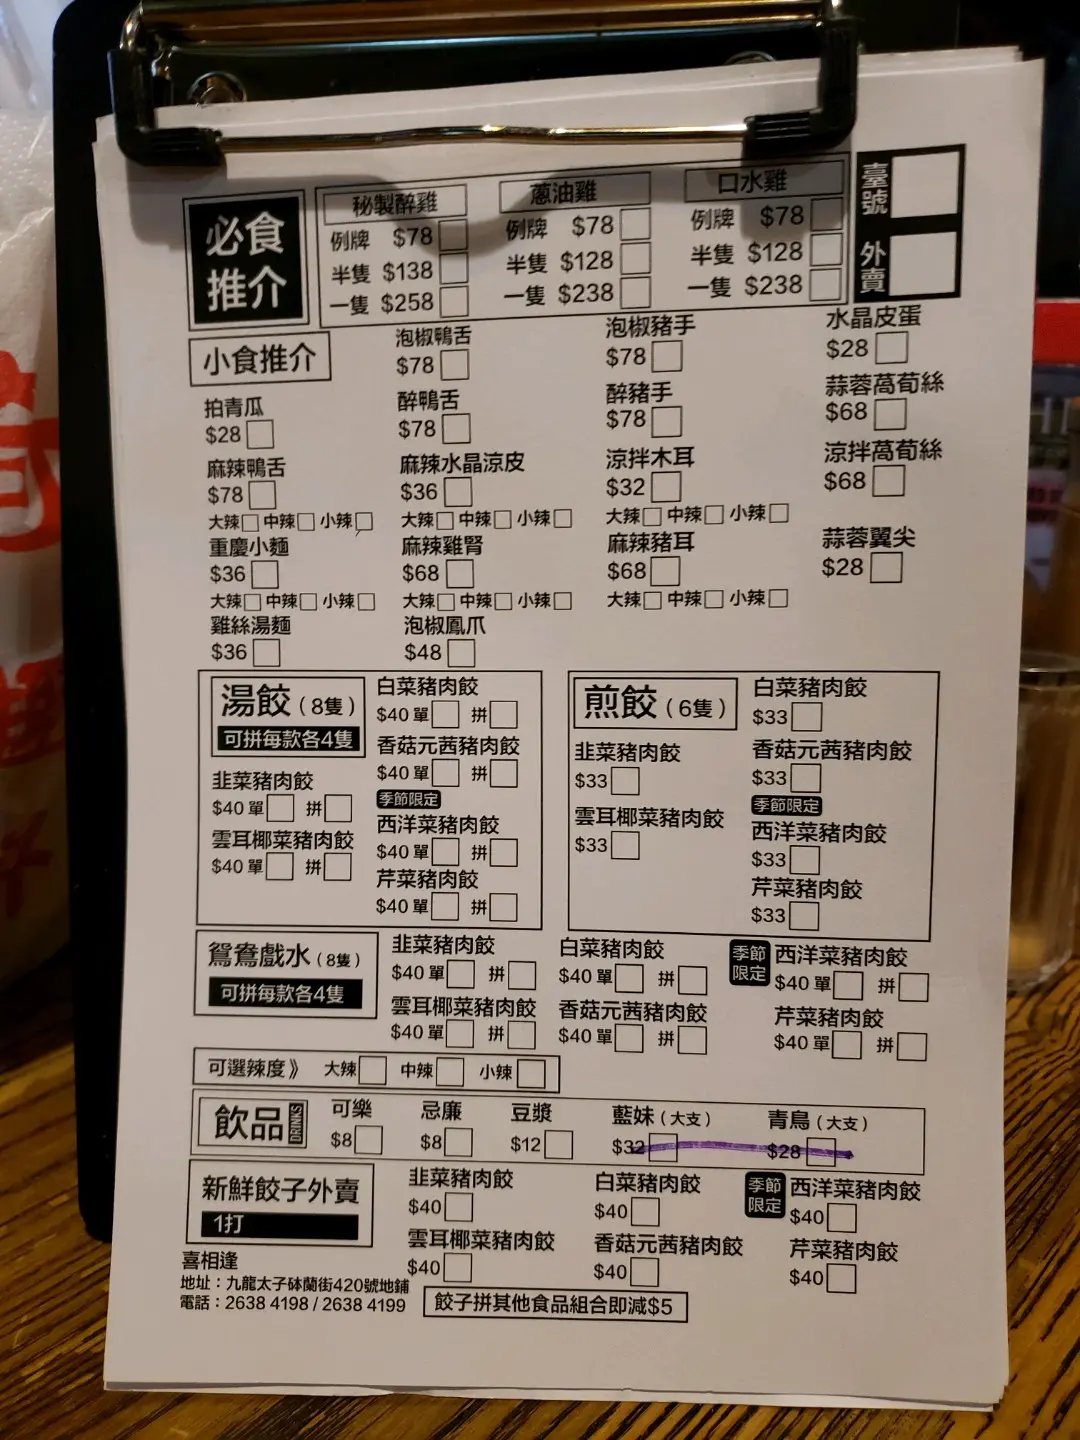 必食
推介
秘製醉雞
例牌 $78
半隻 $138
一隻 $258
蔥油雞
例牌 $78
半隻 $128
一隻 $238
口水雞
例牌 $78
半隻 $128
一隻 $238
臺號
外賣
小食推介
拍青瓜
$28
麻辣鴨舌
$78
大辣 中辣 小辣
重慶小麵
$36
大辣 中辣 小辣
雞絲湯麵
$36
泡椒鴨舌
$78
醉鴨舌
$78
麻辣水晶涼皮
$36
大辣 中辣 小辣
麻辣雞腎
$68
大辣 中辣 小辣
泡椒鳳爪
$48
泡椒豬手
$78
醉豬手
$78
涼拌木耳
$32
大辣 中辣 小辣
麻辣豬耳
$68
大辣 中辣 小辣
水晶皮蛋
$28
蒜蓉萵荀絲
$68
涼拌萵荀絲
$68
蒜蓉翼尖
$28
湯餃（8隻）
可拼每款各4隻
韭菜豬肉餃
$40 單 拼
雲耳椰菜豬肉餃
$40 單 拼
白菜豬肉餃
$40 單 拼
香菇元茜豬肉餃
$40 單 拼
季節限定
西洋菜豬肉餃
$40 單 拼
芹菜豬肉餃
$40 單 拼
煎餃（6隻）
韭菜豬肉餃
$33
雲耳椰菜豬肉餃
$33
白菜豬肉餃
$33
香菇元茜豬肉餃
$33
季節限定
西洋菜豬肉餃
$33
芹菜豬肉餃
$33
鴛鴦戲水（8隻）
可拼每款各4隻
韭菜豬肉餃
$40 單 拼
雲耳椰菜豬肉餃
$40 單 拼
白菜豬肉餃
$40 單 拼
香菇元茜豬肉餃
$40 單 拼
季節
限定
西洋菜豬肉餃
$40 單 拼
芹菜豬肉餃
$40 單 拼
可選辣度》 大辣 中辣 小辣
飲品 DRINKS
可樂
$8
忌廉
$8
豆漿
$12
藍妹（大支）
$32
青鳥（大支）
$28
新鮮餃子外賣
1打
韭菜豬肉餃
$40
雲耳椰菜豬肉餃
$40
白菜豬肉餃
$40
香菇元茜豬肉餃
$40
季節
限定
西洋菜豬肉餃
$40
芹菜豬肉餃
$40
喜相逢
地址：九龍太子砵蘭街420號地鋪
電話：2638 4198 / 2638 4199
餃子拼其他食品組合即減$5